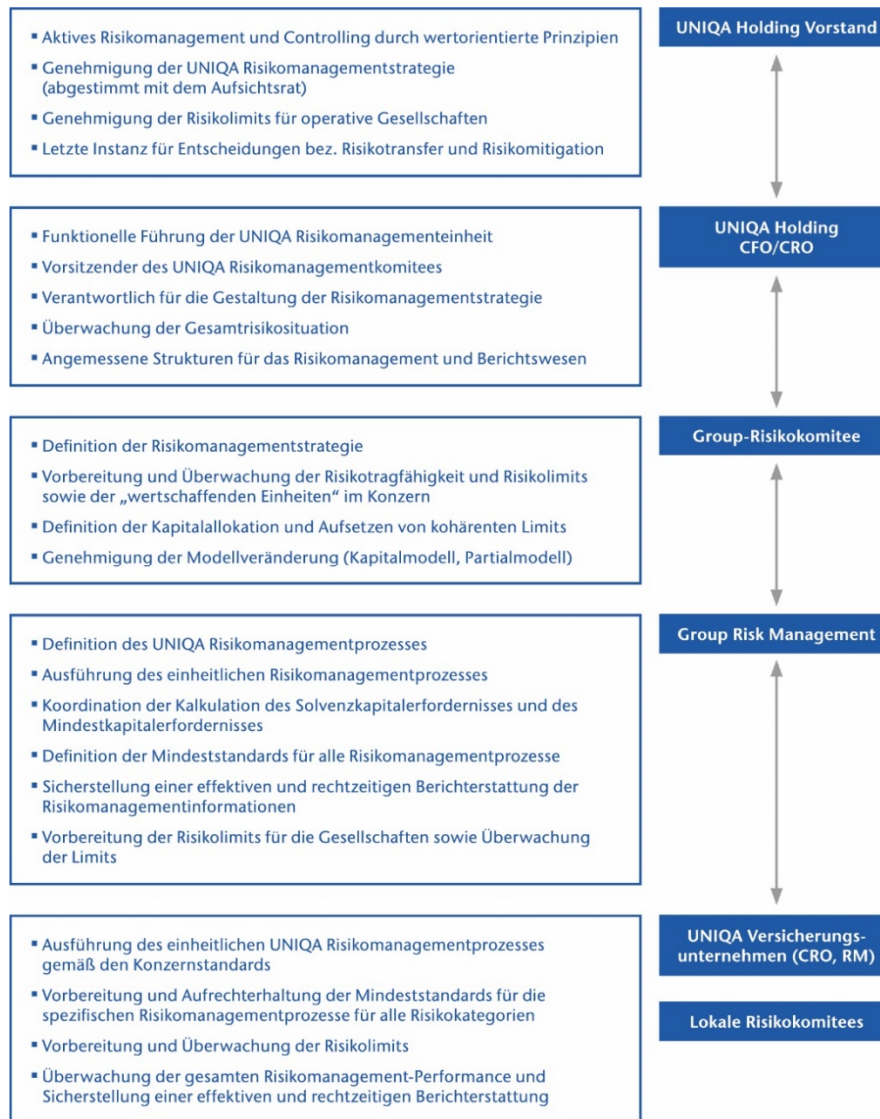 ▪ Aktives Risikomanagement und Controlling durch wertorientierte Prinzipien
▪ Genehmigung der UNIQA Risikomanagementstrategie
(abgestimmt mit dem Aufsichtsrat)
▪ Genehmigung der Risikolimits für operative Gesellschaften
▪ Letzte Instanz für Entscheidungen bez. Risikotransfer und Risikomitigation
UNIQA Holding Vorstand
▪ Funktionelle Führung der UNIQA Risikomanagementeinheit
▪ Vorsitzender des UNIQA Risikomanagementkomitees
▪ Verantwortlich für die Gestaltung der Risikomanagementstrategie
▪ Überwachung der Gesamtrisikosituation
▪ Angemessene Strukturen für das Risikomanagement und Berichtswesen
UNIQA Holding
CFO/CRO
▪ Definition der Risikomanagementstrategie
▪ Vorbereitung und Überwachung der Risikotragfähigkeit und Risikolimits
sowie der „wertschaffenden Einheiten“ im Konzern
▪ Definition der Kapitalallokation und Aufsetzen von kohärenten Limits
▪ Genehmigung der Modellveränderung (Kapitalmodell, Partialmodell)
Group-Risikokomitee
▪ Definition des UNIQA Risikomanagementprozesses
▪ Ausführung des einheitlichen Risikomanagementprozesses
▪ Koordination der Kalkulation des Solvenzkapitalerfordernisses und des
Mindestkapitalerfordernisses
▪ Definition der Mindeststandards für alle Risikomanagementprozesse
▪ Sicherstellung einer effektiven und rechtzeitigen Berichterstattung der
Risikomanagementinformationen
▪ Vorbereitung der Risikolimits für die Gesellschaften sowie Überwachung
der Limits
Group Risk Management
▪ Ausführung des einheitlichen UNIQA Risikomanagementprozesses
gemäß den Konzernstandards
▪ Vorbereitung und Aufrechterhaltung der Mindeststandards für die
spezifischen Risikomanagementprozesse für alle Risikokategorien
▪ Vorbereitung und Überwachung der Risikolimits
▪ Überwachung der gesamten Risikomanagement-Performance und
Sicherstellung einer effektiven und rechtzeitigen Berichterstattung
UNIQA Versicherungs-
unternehmen (CRO, RM)
Lokale Risikokomitees